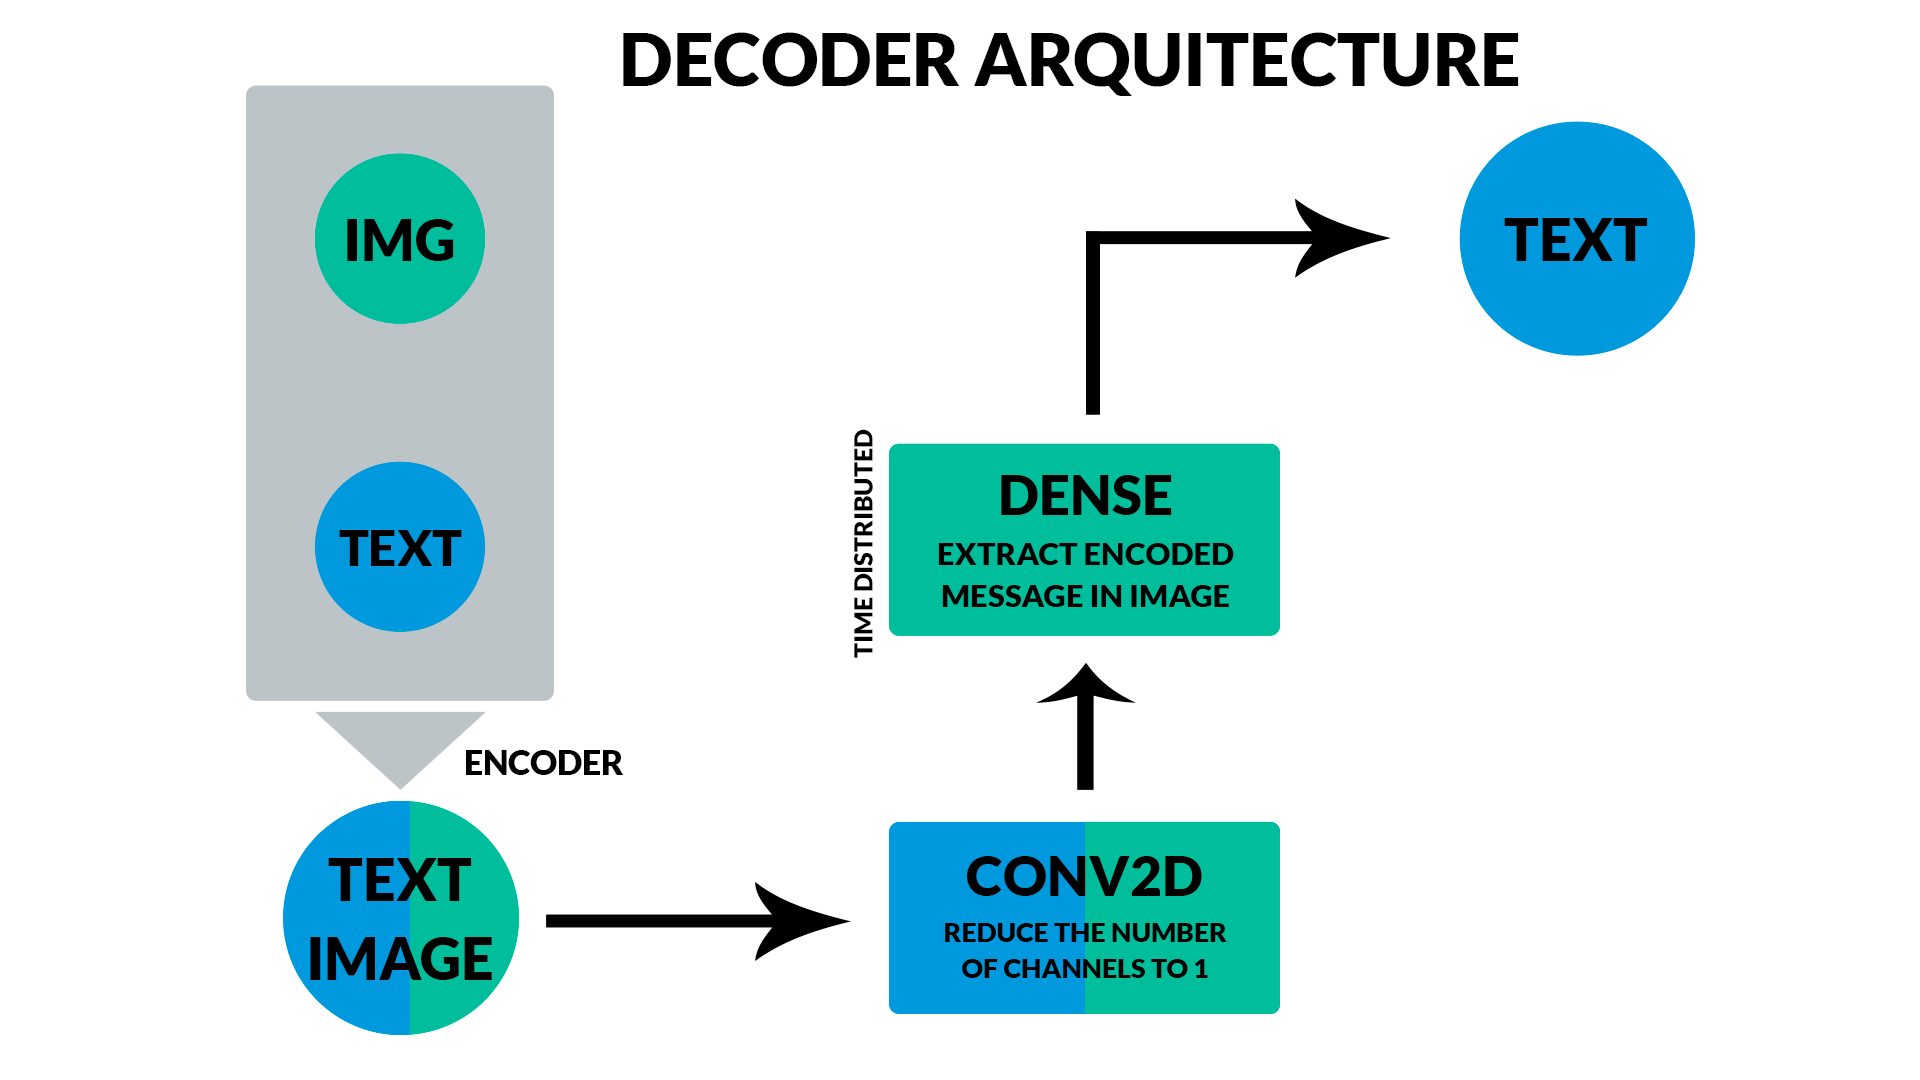 DECODER ARQUITECTURE
IMG
TEXT
ENCODER
TEXT
IMAGE
CONV2D
REDUCE THE NUMBER
OF CHANNELS TO 1
TIME DISTRIBUTED
DENSE
EXTRACT ENCODED
MESSAGE IN IMAGE
TEXT